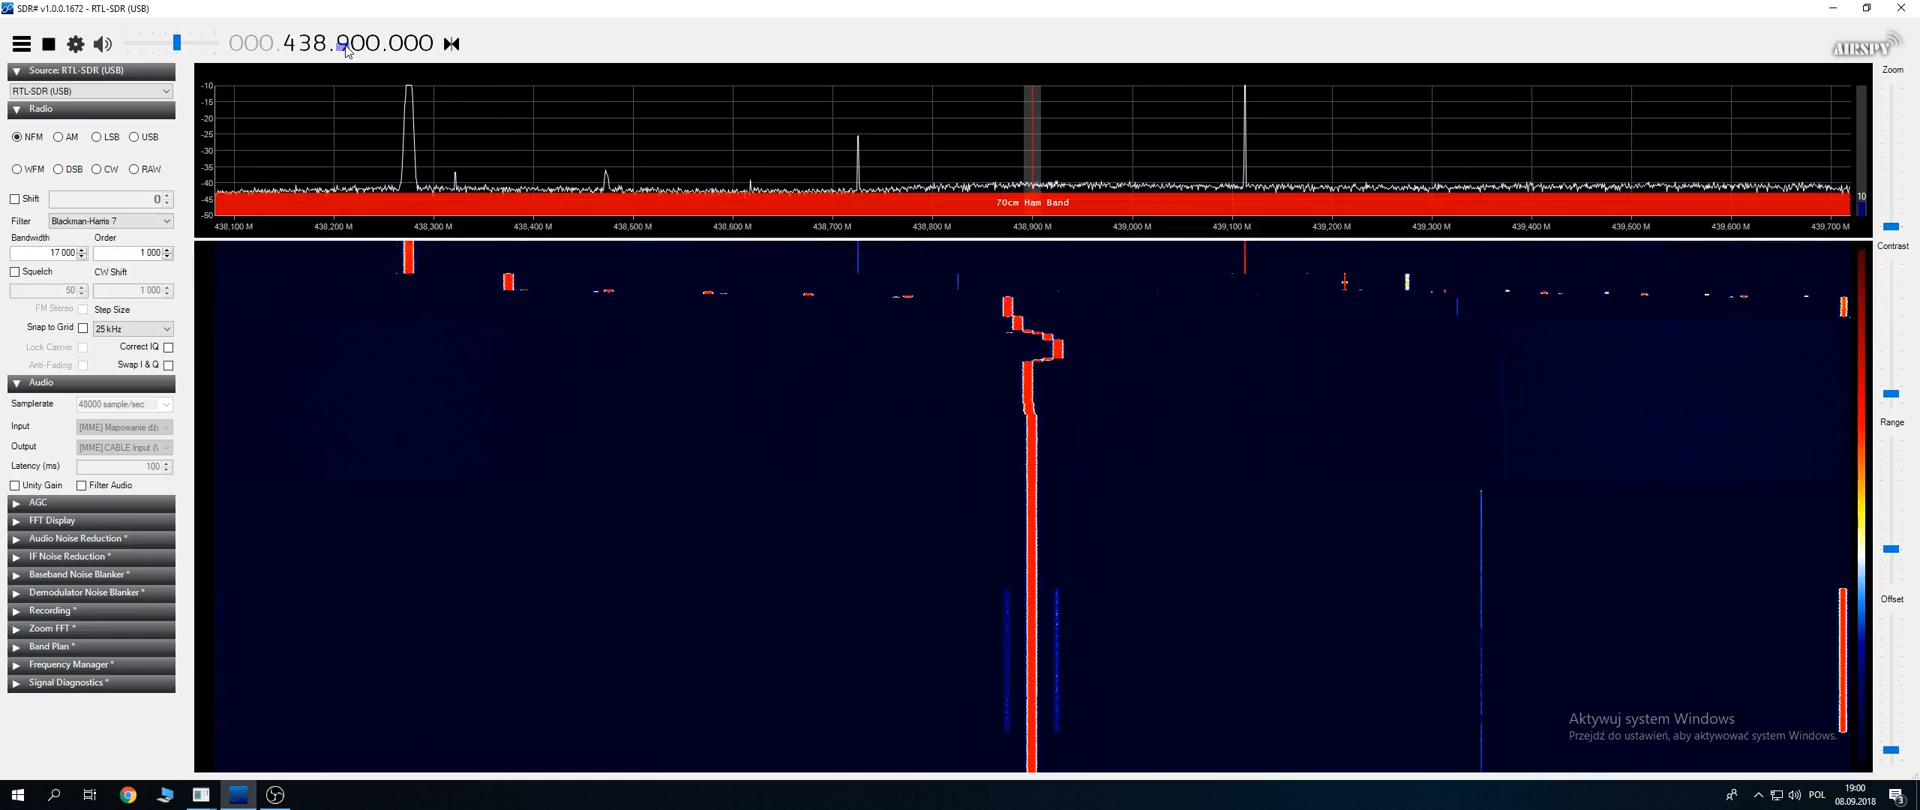 SDR# v1.0.0.1672 - RTL-SDR (USB)
000.438.900.000
AIRSPY
Source: RTL-SDR (USB)
RTL-SDR (USB)
Radio
NFM AM LSB USB
WFM DSB CW RAW
Shift 0
Filter Blackman-Harris 7
Bandwidth Order
17 000 1 000
Squelch CW Shift
50 1 000
FM Stereo Step Size
Snap to Grid 25 kHz
Lock Carrier Correct IQ
Anti-Fading Swap I & Q
Audio
Samplerate 48000 sample/sec
Input [MME] Mapowanie dź
Output [MME] CABLE Input (V
Latency (ms) 100
Unity Gain Filter Audio
AGC
FFT Display
Audio Noise Reduction *
IF Noise Reduction *
Baseband Noise Blanker *
Demodulator Noise Blanker *
Recording *
Zoom FFT *
Band Plan *
Frequency Manager *
Signal Diagnostics *
-10
-15
-20
-25
-30
-35
-40
-45
-50
70cm Ham Band
10
438,100 M 438,200 M 438,300 M 438,400 M 438,500 M 438,600 M 438,700 M 438,800 M 438,900 M 439,000 M 439,100 M 439,200 M 439,300 M 439,400 M 439,500 M 439,600 M 439,700 M
Zoom
Contrast
Range
Offset
Aktywuj system Windows
Przejdź do ustawień, aby aktywować system Windows.
POL
19:00
08.09.2018
3